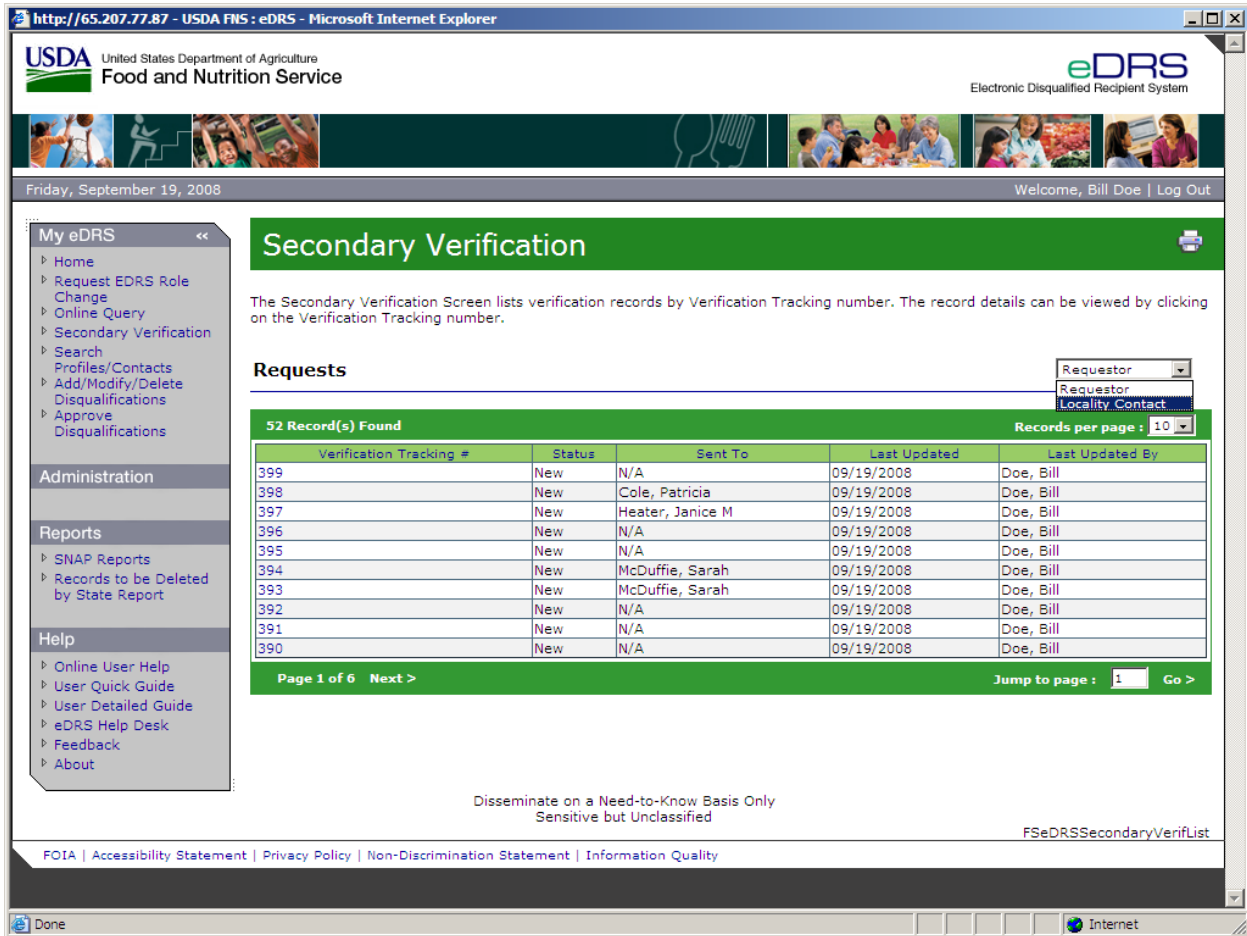 http://65.207.77.87 - USDA FNS : eDRS - Microsoft Internet Explorer
USDA United States Department of Agriculture
Food and Nutrition Service
eDRS
Electronic Disqualified Recipient System
Friday, September 19, 2008
Welcome, Bill Doe | Log Out
My eDRS <<
Home
Request EDRS Role
Change
Online Query
Secondary Verification
Search
Profiles/Contacts
Add/Modify/Delete
Disqualifications
Approve
Disqualifications
Administration
Reports
SNAP Reports
Records to be Deleted
by State Report
Help
Online User Help
User Quick Guide
User Detailed Guide
eDRS Help Desk
Feedback
About
Secondary Verification
The Secondary Verification Screen lists verification records by Verification Tracking number. The record details can be viewed by clicking
on the Verification Tracking number.
Requests
Requestor
Requestor
Locality Contact
52 Record(s) Found Records per page : 10
Verification Tracking # Status Sent To Last Updated Last Updated By
399 New N/A 09/19/2008 Doe, Bill
398 New Cole, Patricia 09/19/2008 Doe, Bill
397 New Heater, Janice M 09/19/2008 Doe, Bill
396 New N/A 09/19/2008 Doe, Bill
395 New N/A 09/19/2008 Doe, Bill
394 New McDuffie, Sarah 09/19/2008 Doe, Bill
393 New McDuffie, Sarah 09/19/2008 Doe, Bill
392 New N/A 09/19/2008 Doe, Bill
391 New N/A 09/19/2008 Doe, Bill
390 New N/A 09/19/2008 Doe, Bill
Page 1 of 6 Next > Jump to page : 1 Go >
Disseminate on a Need-to-Know Basis Only
Sensitive but Unclassified
FSeDRSSecondaryVerifList
FOIA | Accessibility Statement | Privacy Policy | Non-Discrimination Statement | Information Quality
Done Internet